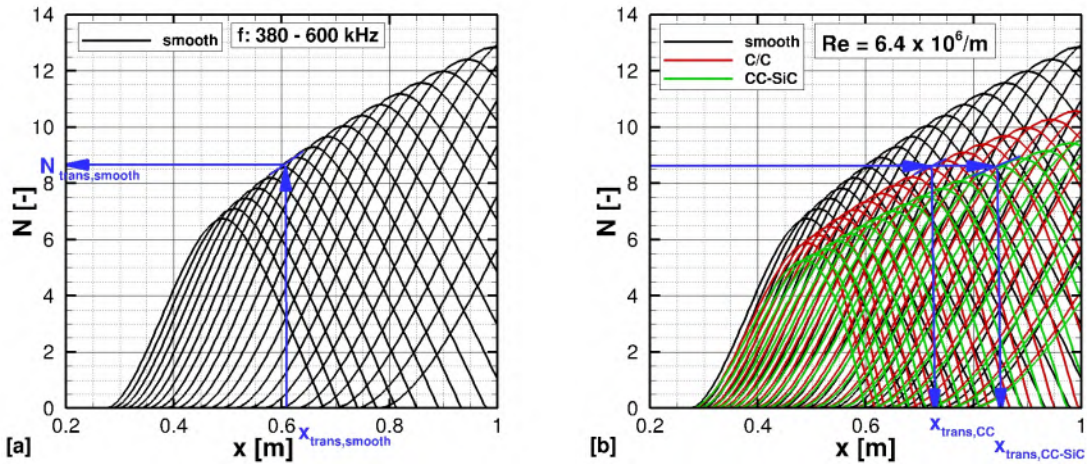 14
12
10
8
6
4
2
0
N [-]
smooth
f: 380 - 600 kHz
N trans,smooth
0.2
0.4
0.6
0.8
1
x trans,smooth
x [m]
[a]
14
12
10
8
6
4
2
0
N [-]
smooth
C/C
CC-SiC
Re = 6.4 x 10^6/m
0.2
0.4
0.6
0.8
1
x trans,CC
x trans,CC-SiC
x [m]
[b]